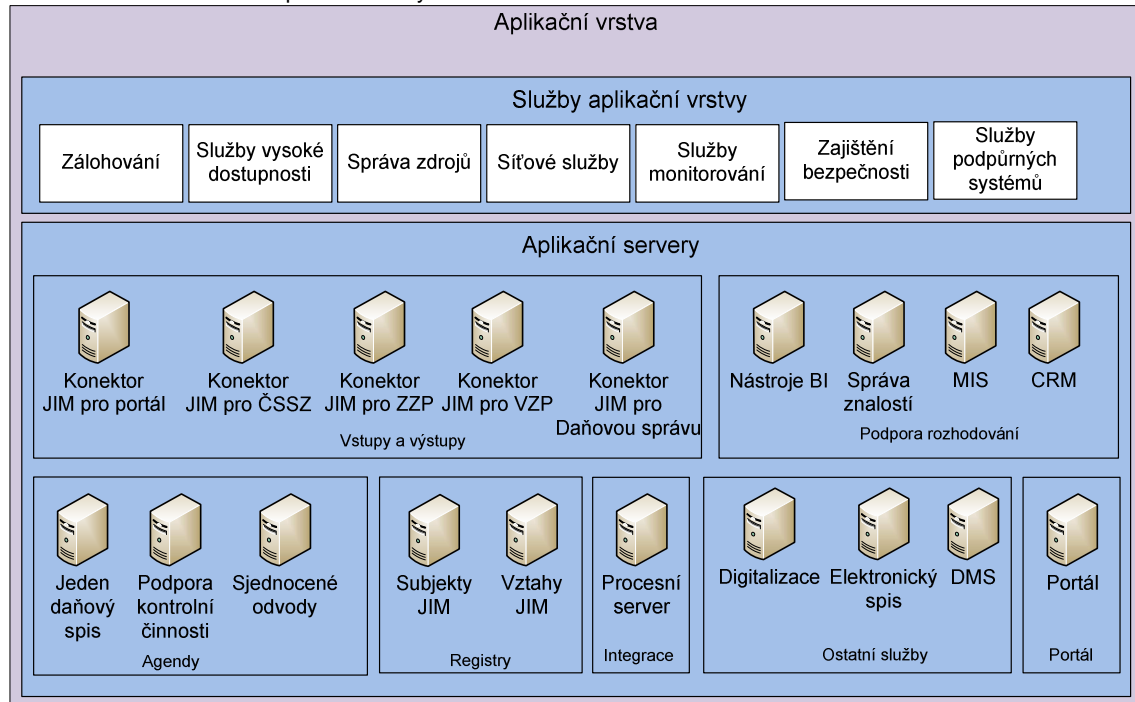 Aplikační vrstva
Služby aplikační vrstvy
Zálohování
Služby vysoké
dostupnosti
Správa zdrojů
Síťové služby
Služby
monitorování
Zajištění
bezpečnosti
Služby
podpůrných
systémů
Aplikační servery
Konektor
JIM pro portál
Konektor
JIM pro ČSSZ
Konektor
JIM pro ZZP
Konektor
JIM pro VZP
Konektor
JIM pro
Daňovou správu
Vstupy a výstupy
Nástroje BI
Správa
znalostí
MIS
CRM
Podpora rozhodování
Jeden
daňový
spis
Podpora
kontrolní
činnosti
Sjednocené
odvody
Agendy
Subjekty
JIM
Vztahy
JIM
Registry
Procesní
server
Integrace
Digitalizace
Elektronický
spis
DMS
Ostatní služby
Portál
Portál